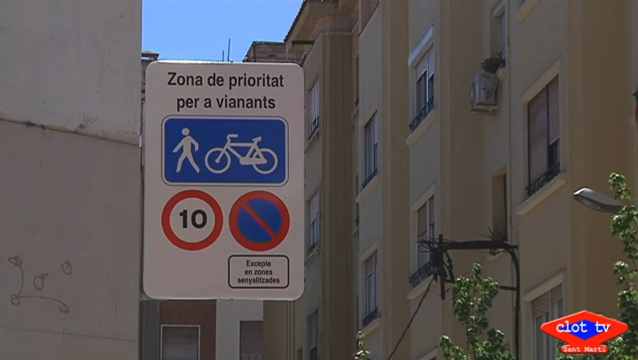 Zona de prioritat
per a vianants
10
Excepte
en zones
senyalitzades
clot tv
Sant Martí